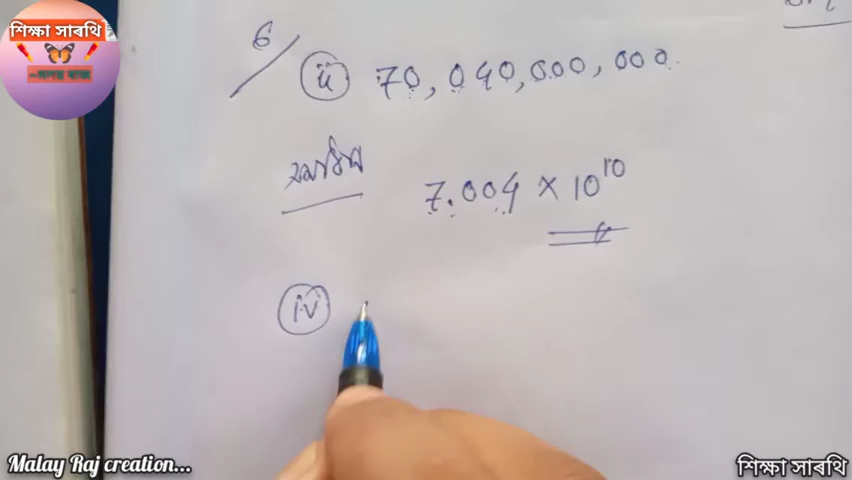 শিক্ষা সাৰথি
6
ii 70,040,000,000
সমাধান
7.004 × 10¹⁰
iv
Malay Raj creation...
শিক্ষা সাৰথি